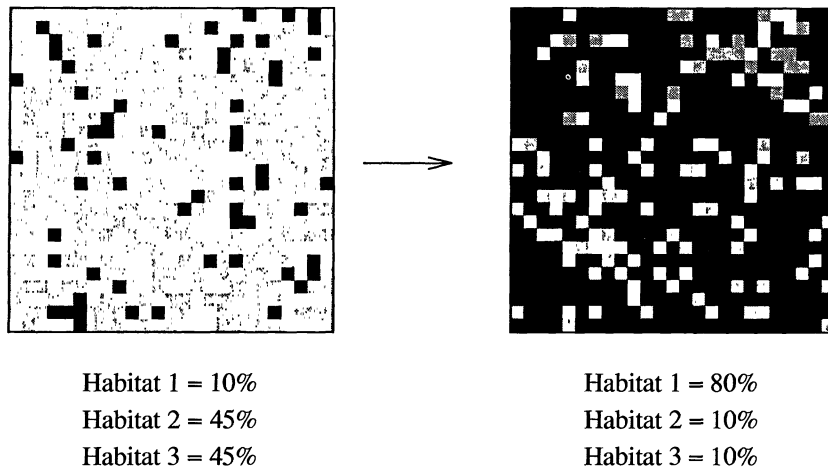 Habitat 1 = 10%
Habitat 2 = 45%
Habitat 3 = 45%
Habitat 1 = 80%
Habitat 2 = 10%
Habitat 3 = 10%